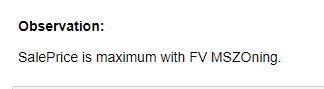 Observation:
SalePrice is maximum with FV MSZOning.